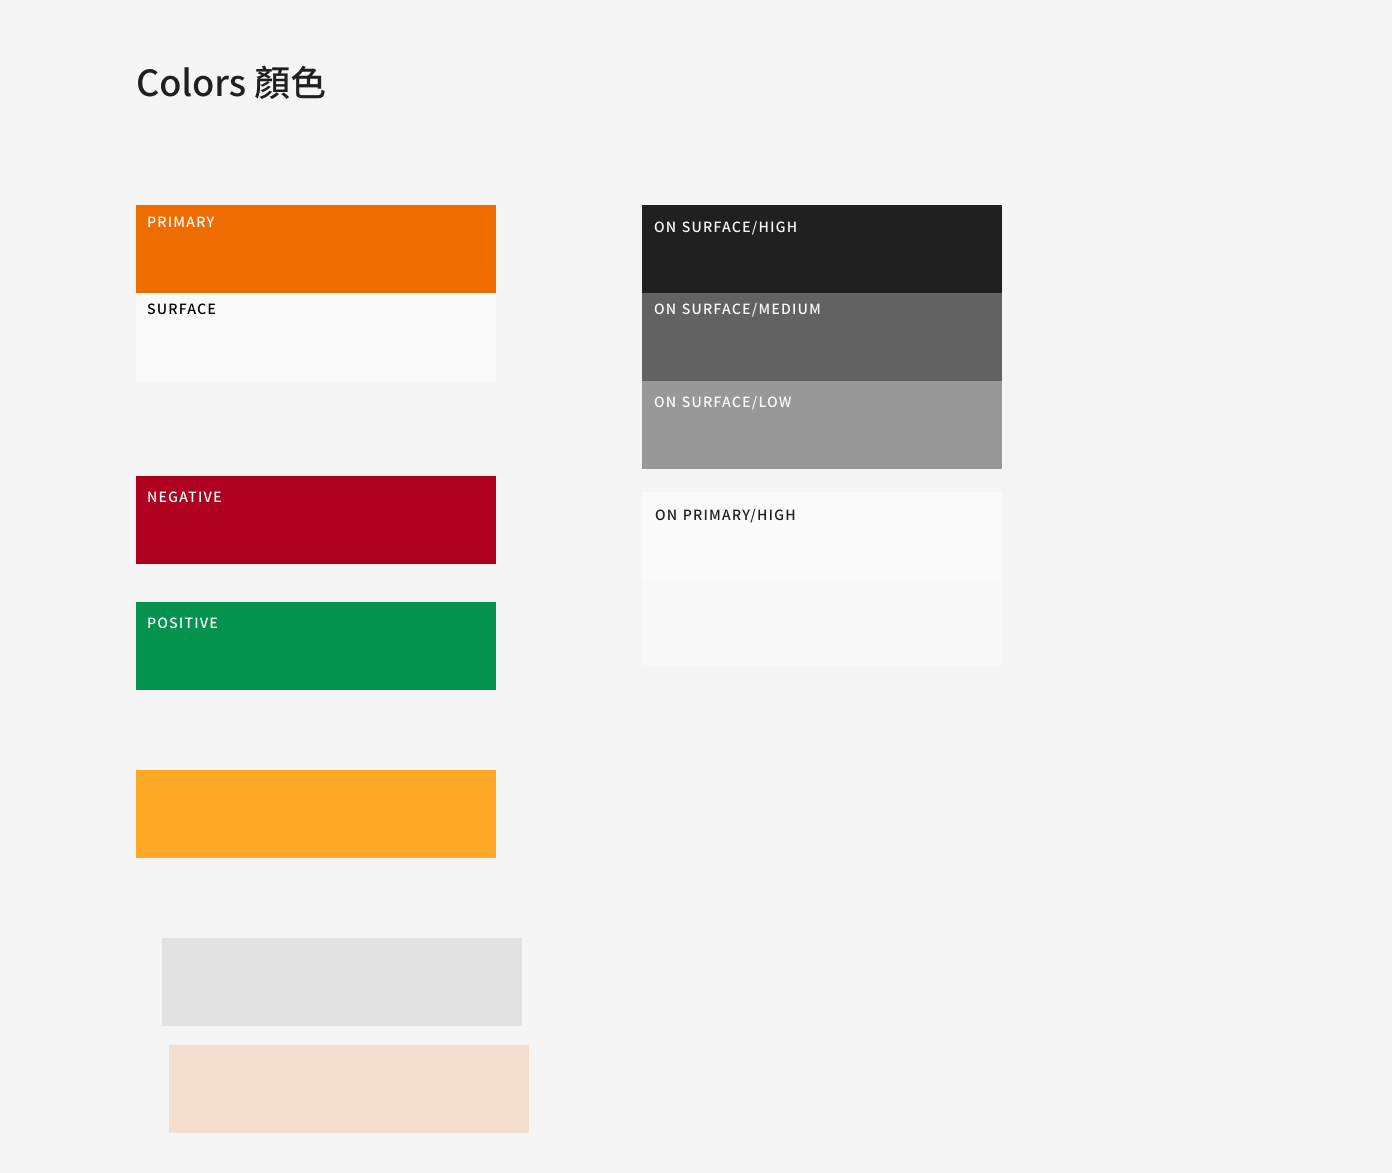 Colors 顏色
PRIMARY
SURFACE
NEGATIVE
POSITIVE
ON SURFACE/HIGH
ON SURFACE/MEDIUM
ON SURFACE/LOW
ON PRIMARY/HIGH